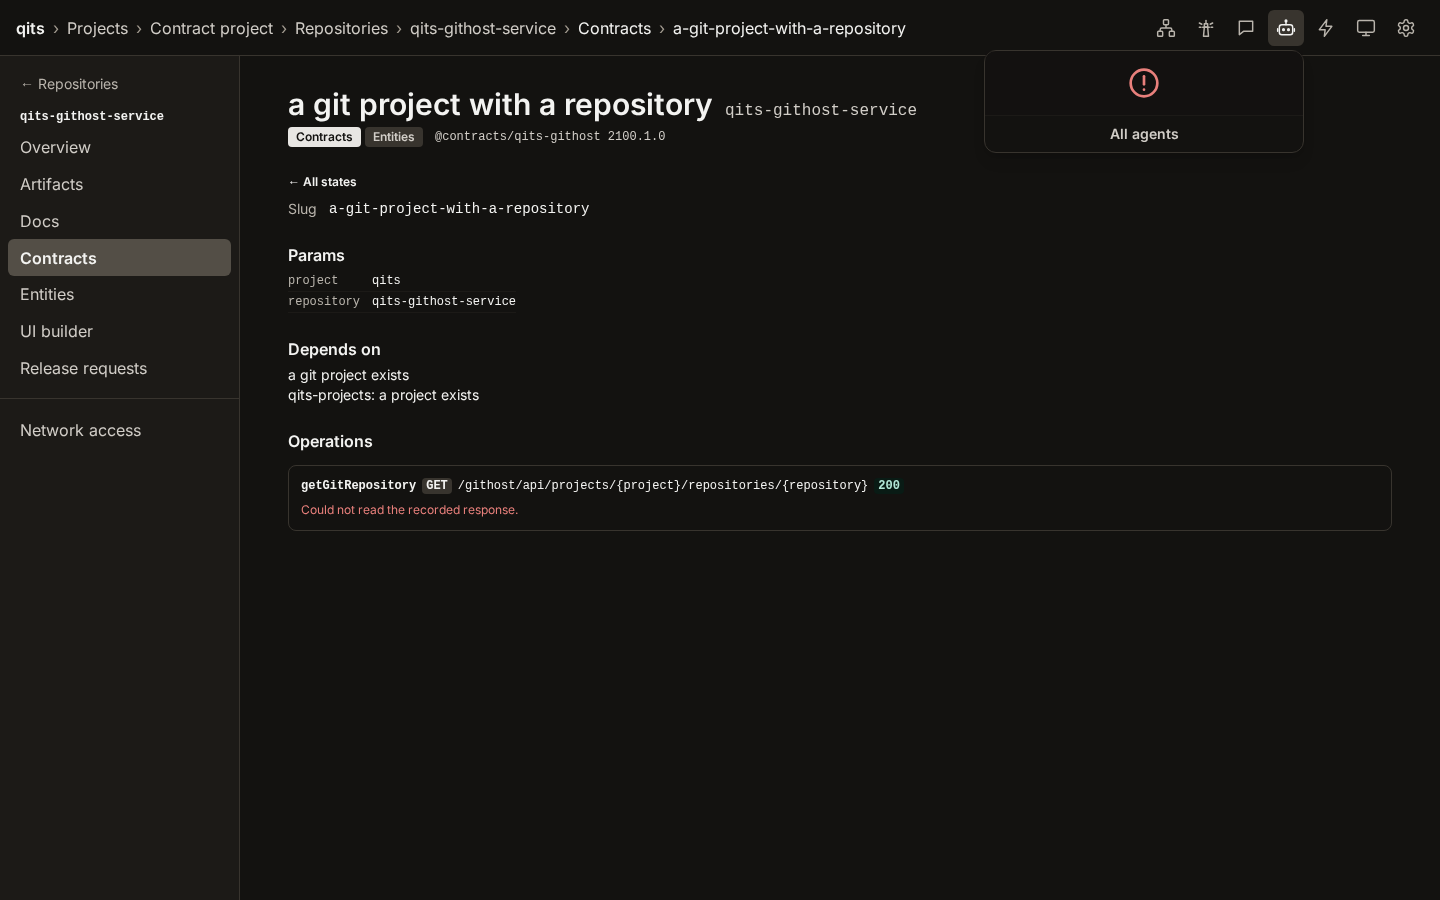 qits › Projects › Contract project › Repositories › qits-githost-service › Contracts › a-git-project-with-a-repository
← Repositories
qits-githost-service
Overview
Artifacts
Docs
Contracts
Entities
UI builder
Release requests
Network access
All agents
a git project with a repository qits-githost-service
Contracts Entities @contracts/qits-githost 2100.1.0
← All states
Slug a-git-project-with-a-repository
Params
project qits
repository qits-githost-service
Depends on
a git project exists
qits-projects: a project exists
Operations
getGitRepository GET /githost/api/projects/{project}/repositories/{repository} 200
Could not read the recorded response.